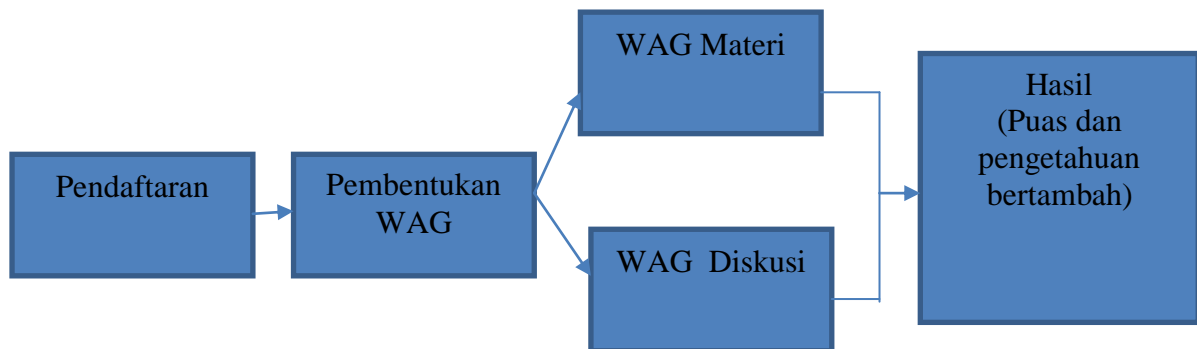 Pendaftaran
Pembentukan
WAG
WAG Materi
WAG Diskusi
Hasil
(Puas dan
pengetahuan
bertambah)